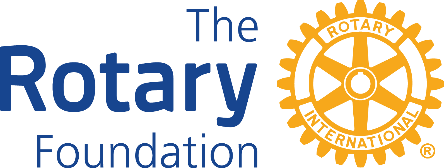 The
Rotary
Foundation
ROTARY
INTERNATIONAL
®